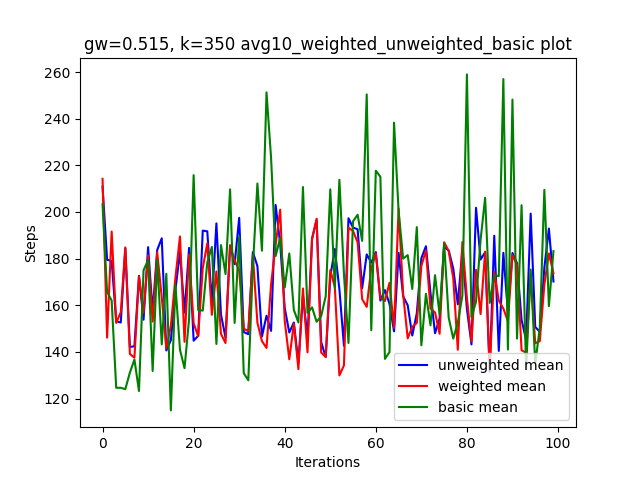 gw=0.515, k=350 avg10_weighted_unweighted_basic plot
260
240
220
200
180
160
140
120
Steps
0
20
40
60
80
100
Iterations
unweighted mean
weighted mean
basic mean